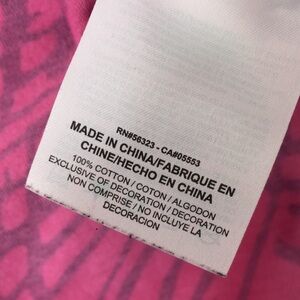 RN#56323 - CA#05553
MADE IN CHINA/FABRIQUE EN
CHINE/HECHO EN CHINA
100% COTTON / COTON / ALGODON
EXCLUSIVE OF DECORATION / DECORATION
NON COMPRISE / NO INCLUYE LA
DECORACION